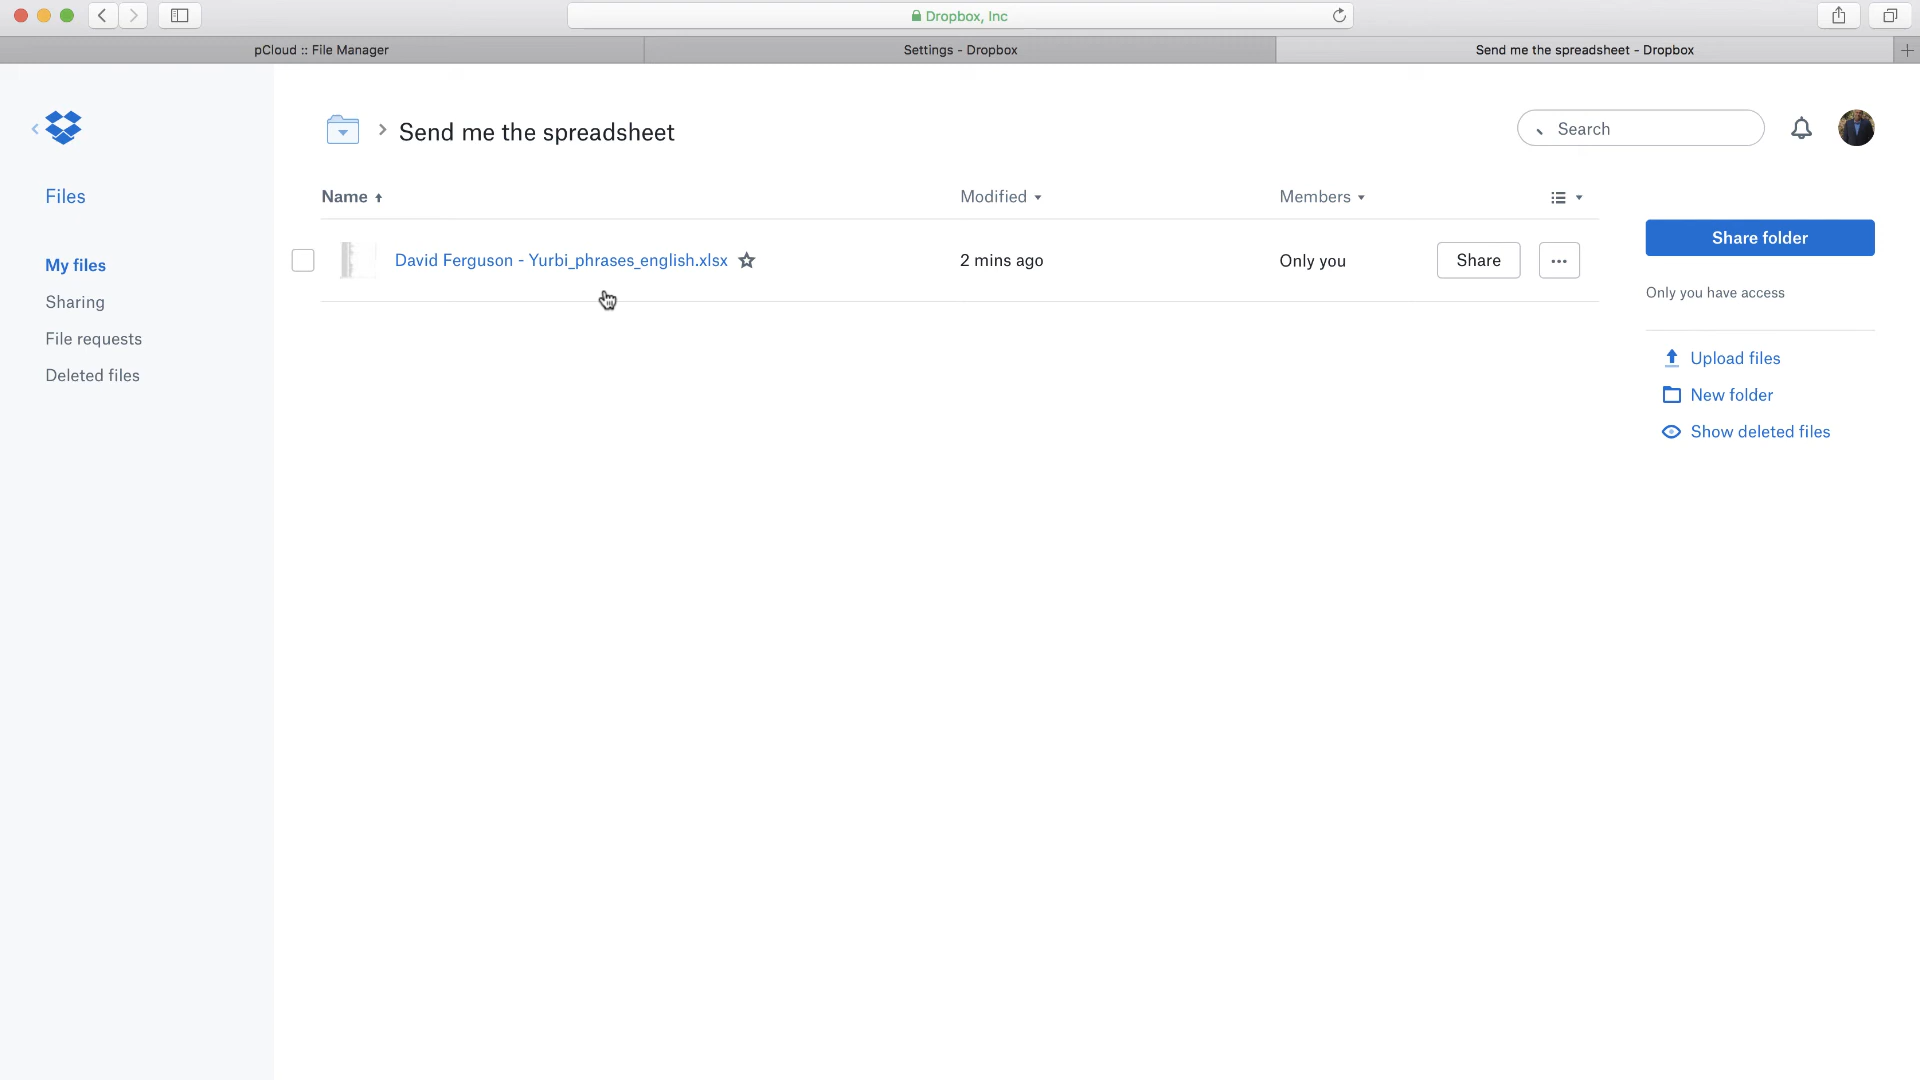 Dropbox, Inc
pCloud :: File Manager
Settings - Dropbox
Send me the spreadsheet - Dropbox
Send me the spreadsheet
Search
Files
Name
Modified
Members
Share folder
My files
David Ferguson - Yurbi_phrases_english.xlsx
2 mins ago
Only you
Share
Only you have access
Sharing
File requests
Deleted files
Upload files
New folder
Show deleted files